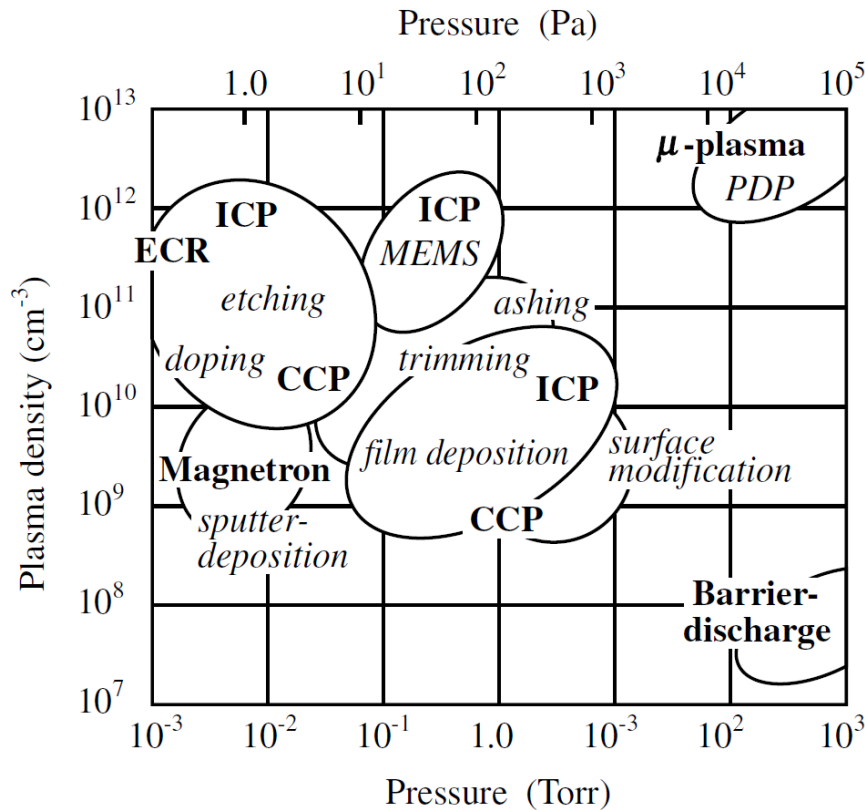 Pressure (Pa)
1.0 10¹ 10² 10³ 10⁴ 10⁵
10¹³
10¹²
10¹¹
10¹⁰
10⁹
10⁸
10⁷
Plasma density (cm⁻³)
μ-plasma
PDP
ICP
ECR
etching
doping
CCP
ICP
MEMS
ashing
trimming
ICP
film deposition
CCP
surface
modification
Magnetron
sputter-
deposition
Barrier-
discharge
10⁻³ 10⁻² 10⁻¹ 1.0 10⁻³ 10² 10³
Pressure (Torr)